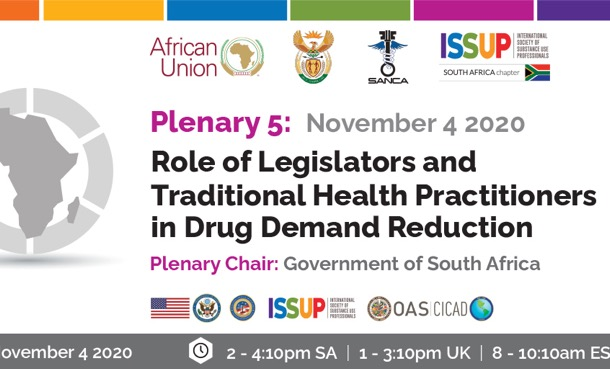 African
Union
SANCA
ISSUP
INTERNATIONAL
SOCIETY OF
SUBSTANCE USE
PROFESSIONALS
SOUTH AFRICA chapter
Plenary 5: November 4 2020
Role of Legislators and
Traditional Health Practitioners
in Drug Demand Reduction
Plenary Chair: Government of South Africa
ISSUP
INTERNATIONAL
SOCIETY OF
SUBSTANCE USE
PROFESSIONALS
OAS | CICAD
November 4 2020
2 - 4:10pm SA | 1 - 3:10pm UK | 8 - 10:10am ES